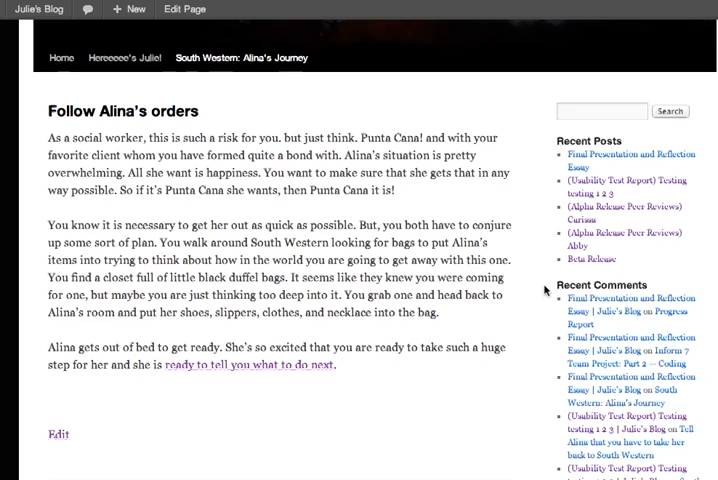 Julie's Blog New Edit Page
Home Hereeeee's Julie! South Western: Alina's Journey
Follow Alina's orders
As a social worker, this is such a risk for you. but just think. Punta Cana! and with your
favorite client whom you have formed quite a bond with. Alina's situation is pretty
overwhelming. All she want is happiness. You want to make sure that she gets that in any
way possible. So if it's Punta Cana she wants, then Punta Cana it is!
You know it is necessary to get her out as quick as possible. But, you both have to conjure
up some sort of plan. You walk around South Western looking for bags to put Alina's
items into trying to think about how in the world you are going to get away with this one.
You find a closet full of little black duffel bags. It seems like they knew you were coming
for one, but maybe you are just thinking too deep into it. You grab one and head back to
Alina's room and put her shoes, slippers, clothes, and necklace into the bag.
Alina gets out of bed to get ready. She's so excited that you are ready to take such a huge
step for her and she is ready to tell you what to do next.
Edit
Search
Recent Posts
Final Presentation and Reflection
Essay
(Usability Test Report) Testing
testing 1 2 3
(Alpha Release Peer Reviews)
Carissa
(Alpha Release Peer Reviews)
Abby
Beta Release
Recent Comments
Final Presentation and Reflection
Essay | Julie's Blog on Progress
Report
Final Presentation and Reflection
Essay | Julie's Blog on Inform 7
Team Project: Part 2 — Coding
Final Presentation and Reflection
Essay | Julie's Blog on South
Western: Alina's Journey
(Usability Test Report) Testing
testing 1 2 3 | Julie's Blog on Tell
Alina that you have to take her
back to South Western
(Usability Test Report) Testing